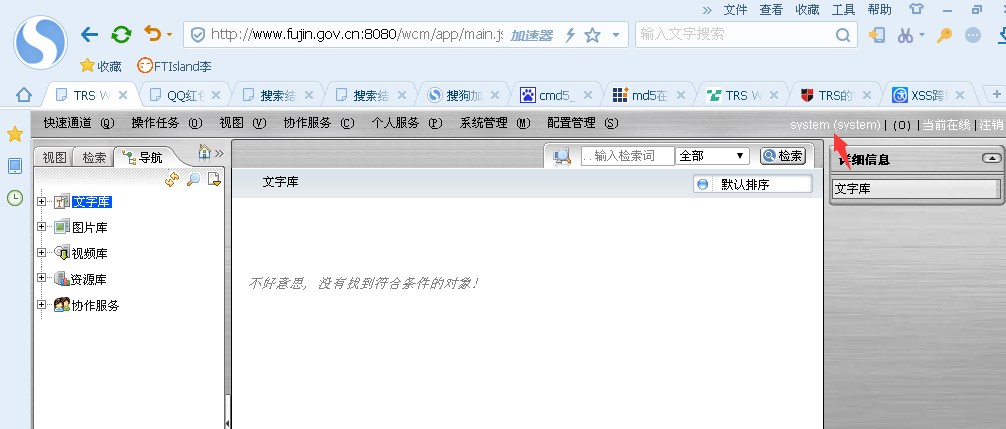 » 文件 查看 收藏 工具 帮助
http://www.fujin.gov.cn:8080/wcm/app/main.js 加速器 输入文字搜索
收藏 FTIsland李
TRS W QQ红包 搜索结 搜索结 搜狗加 cmd5_ md5在 TRS W TRS的 XSS跨
快速通道 (Q) 操作任务 (O) 视图 (V) 协作服务 (C) 个人服务 (P) 系统管理 (M) 配置管理 (S) system (system) | (0) | 当前在线 | 注销
视图 检索 导航 »
..输入检索词 全部 检索
详细信息
文字库
默认排序
文字库
文字库
图片库
视频库
资源库
协作服务
不好意思, 没有找到符合条件的对象!